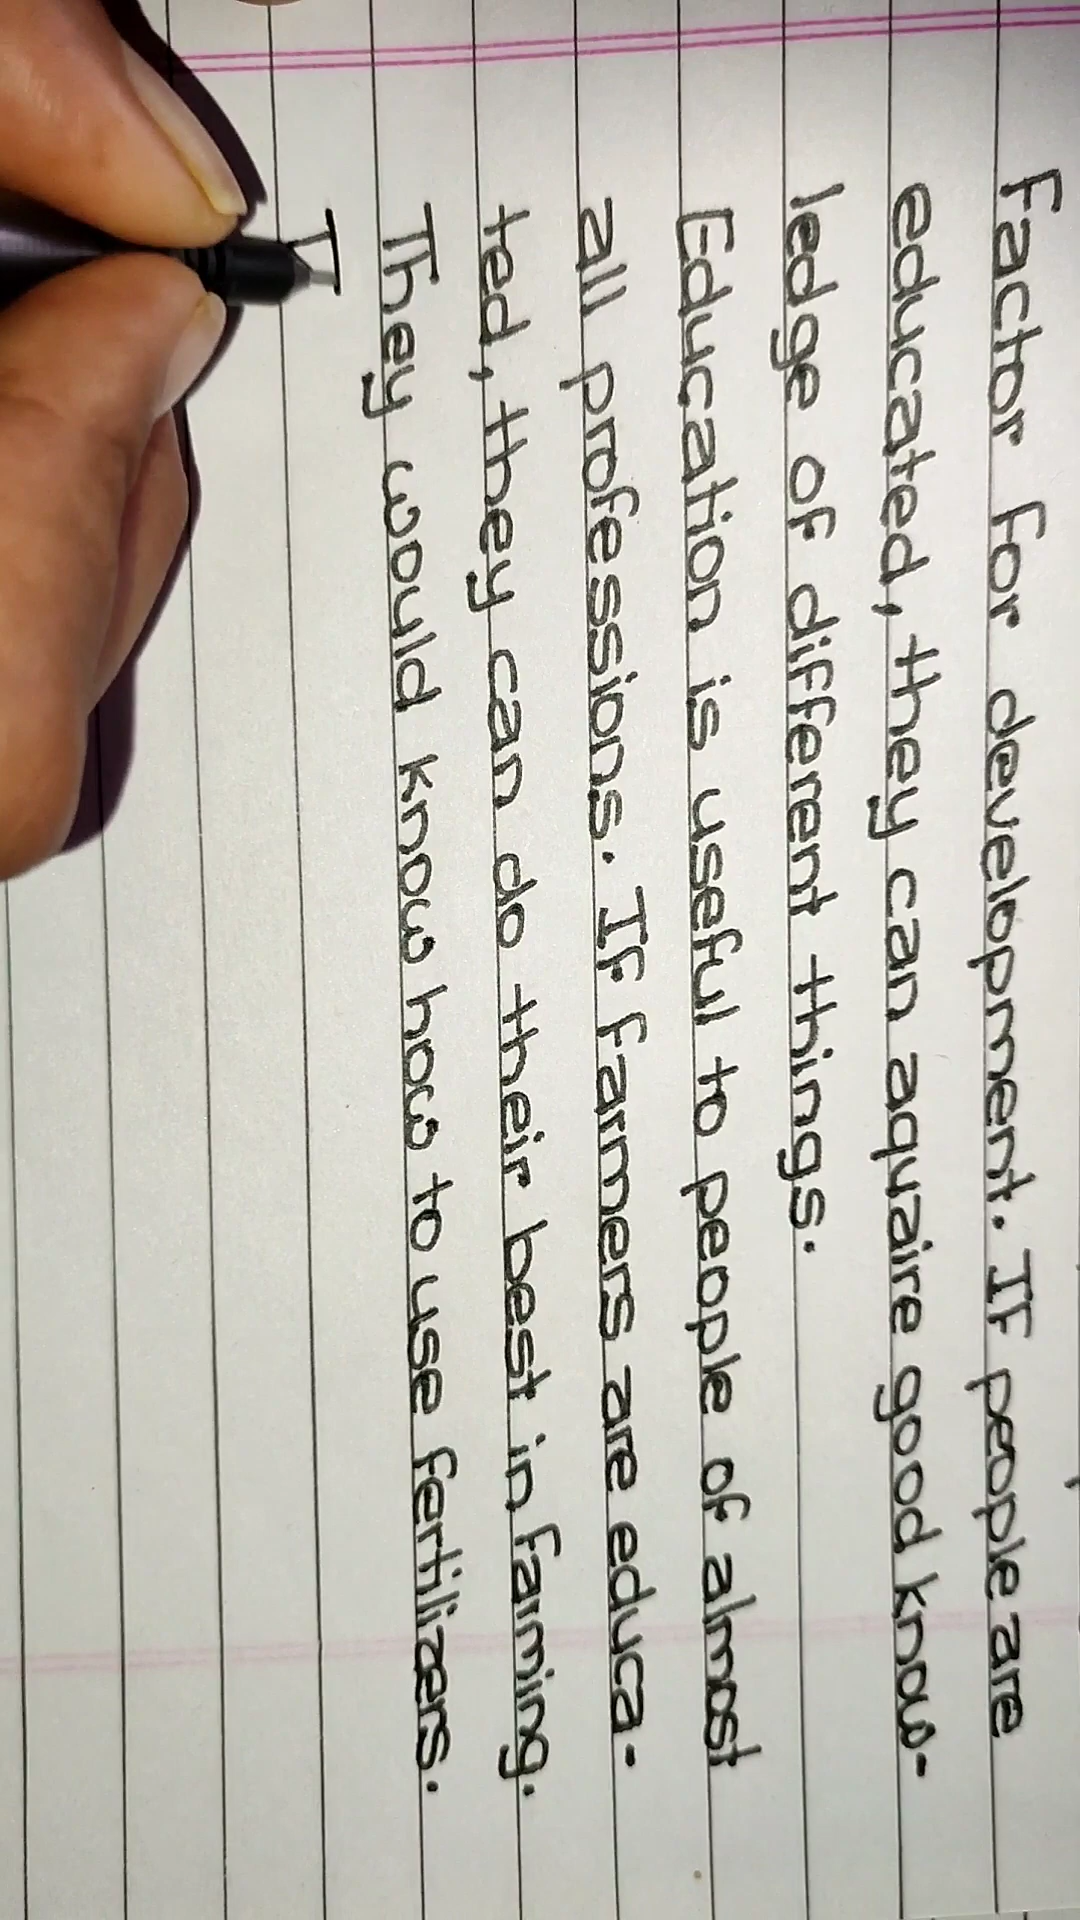 Factor for development. If people are
educated, they can aquaire good know-
ledge of different things.
Education is useful to people of almost
all professions. If farmers are educa-
ted, they can do their best in farming.
They would know how to use fertilizers.
T